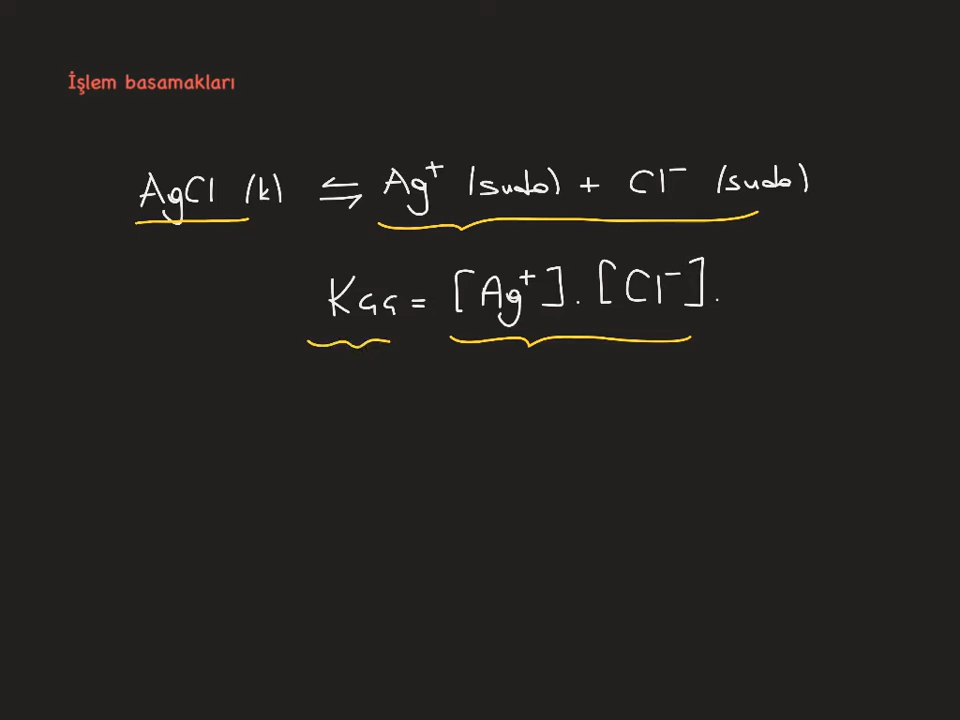 İşlem basamakları
AgCl (k) ⇌ Ag⁺ (suda) + Cl⁻ (suda)
Kçç = [Ag⁺] . [Cl⁻] .